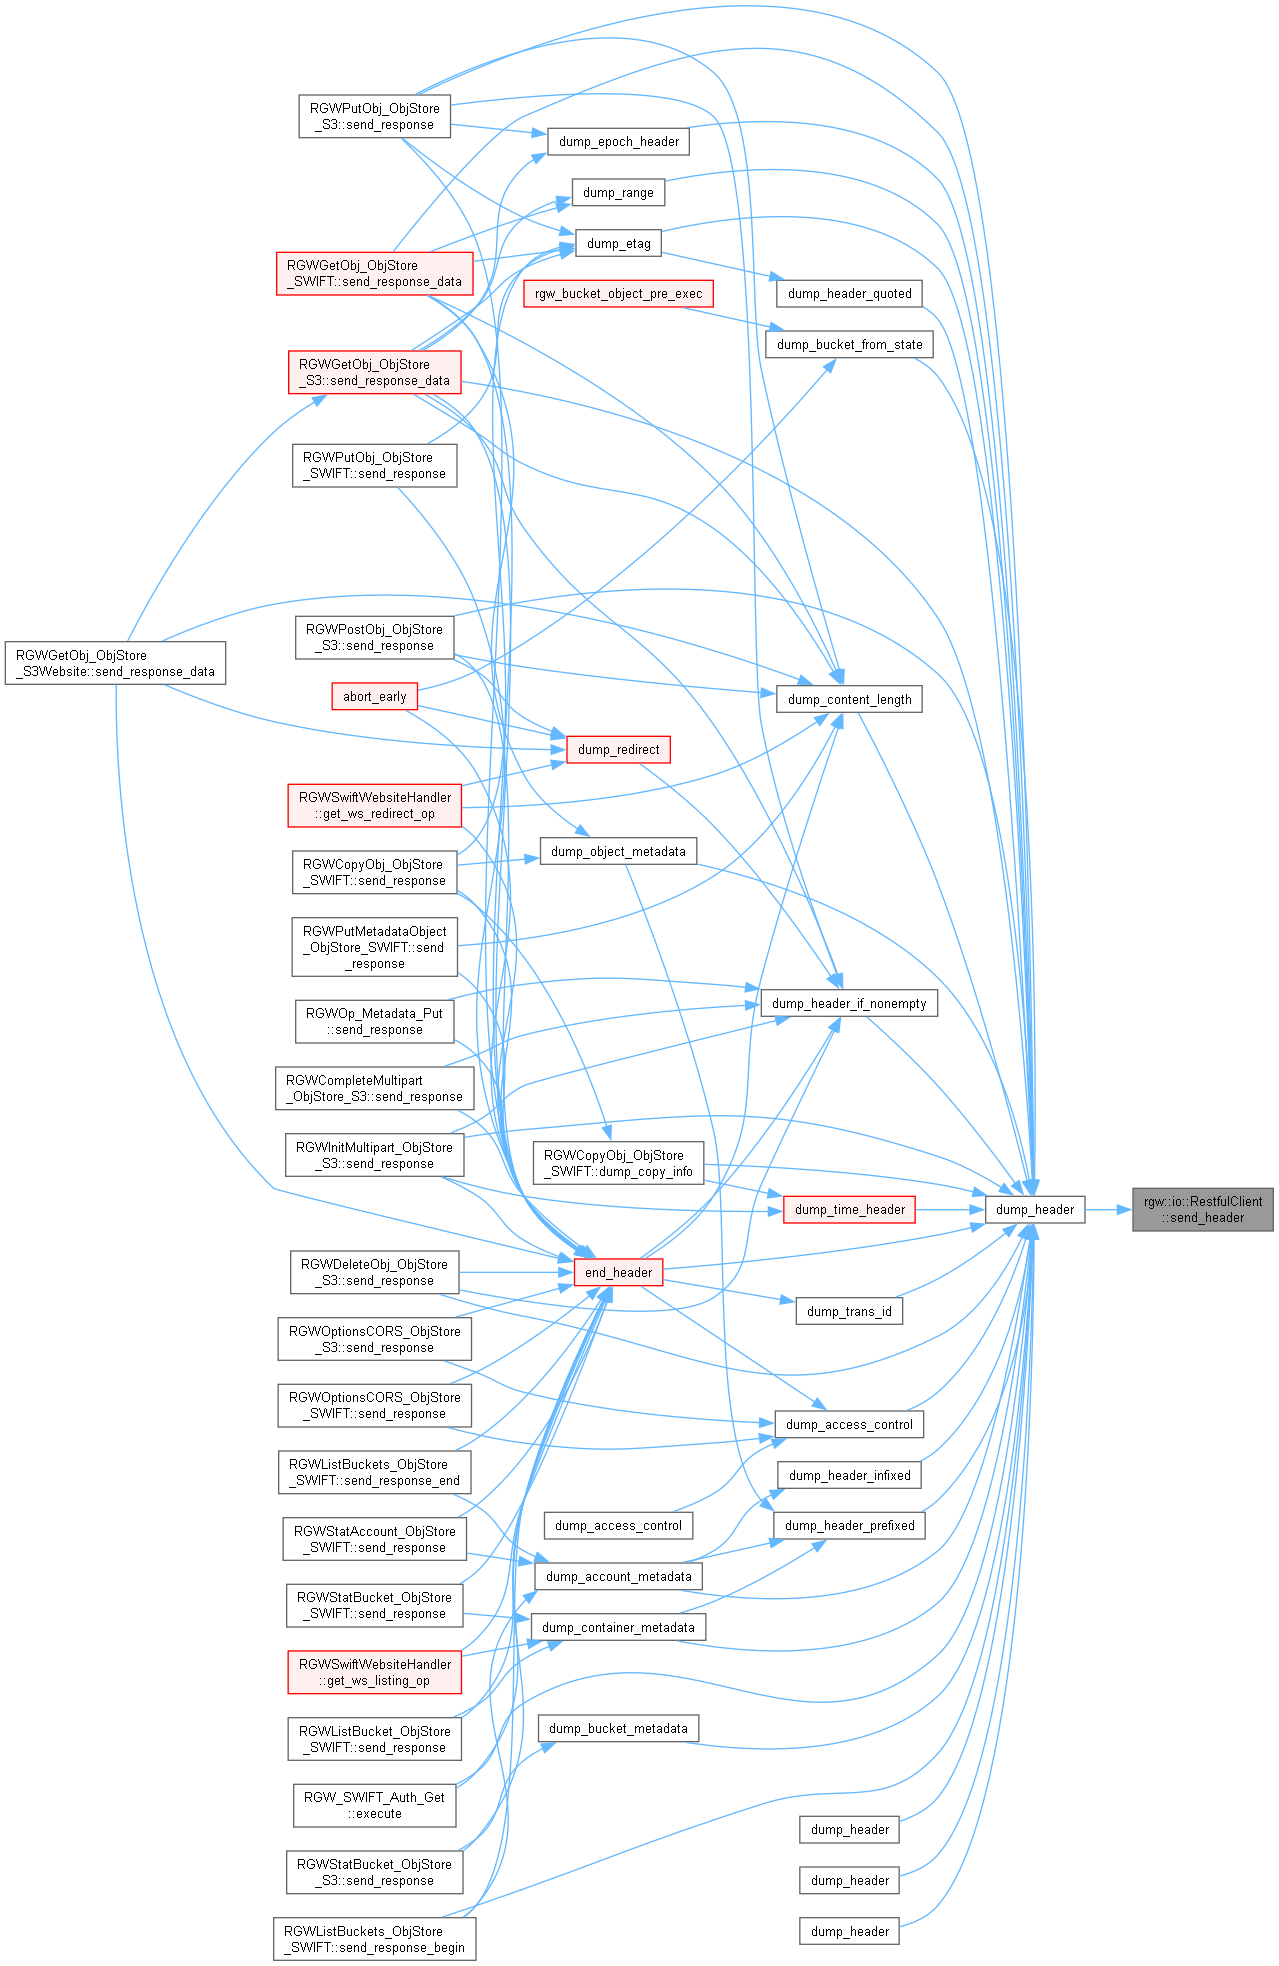 RGWPutObj_ObjStore
_S3::send_response
RGWGetObj_ObjStore
_SWIFT::send_response_data
RGWGetObj_ObjStore
_S3::send_response_data
RGWPutObj_ObjStore
_SWIFT::send_response
RGWPostObj_ObjStore
_S3::send_response
RGWGetObj_ObjStore
_S3Website::send_response_data
abort_early
RGWSwiftWebsiteHandler
::get_ws_redirect_op
RGWCopyObj_ObjStore
_SWIFT::send_response
RGWPutMetadataObject
_ObjStore_SWIFT::send
_response
RGWOp_Metadata_Put
::send_response
RGWCompleteMultipart
_ObjStore_S3::send_response
RGWInitMultipart_ObjStore
_S3::send_response
RGWDeleteObj_ObjStore
_S3::send_response
RGWOptionsCORS_ObjStore
_S3::send_response
RGWOptionsCORS_ObjStore
_SWIFT::send_response
RGWListBuckets_ObjStore
_SWIFT::send_response_end
RGWStatAccount_ObjStore
_SWIFT::send_response
RGWStatBucket_ObjStore
_SWIFT::send_response
RGWSwiftWebsiteHandler
::get_ws_listing_op
RGWListBucket_ObjStore
_SWIFT::send_response
RGW_SWIFT_Auth_Get
::execute
RGWStatBucket_ObjStore
_S3::send_response
RGWListBuckets_ObjStore
_SWIFT::send_response_begin
dump_epoch_header
dump_range
dump_etag
rgw_bucket_object_pre_exec
dump_redirect
dump_object_metadata
RGWCopyObj_ObjStore
_SWIFT::dump_copy_info
end_header
dump_access_control
dump_account_metadata
dump_container_metadata
dump_bucket_metadata
dump_header_quoted
dump_bucket_from_state
dump_content_length
dump_header_if_nonempty
dump_time_header
dump_trans_id
dump_access_control
dump_header_infixed
dump_header_prefixed
dump_header
dump_header
dump_header
dump_header
rgw::io::RestfulClient
::send_header